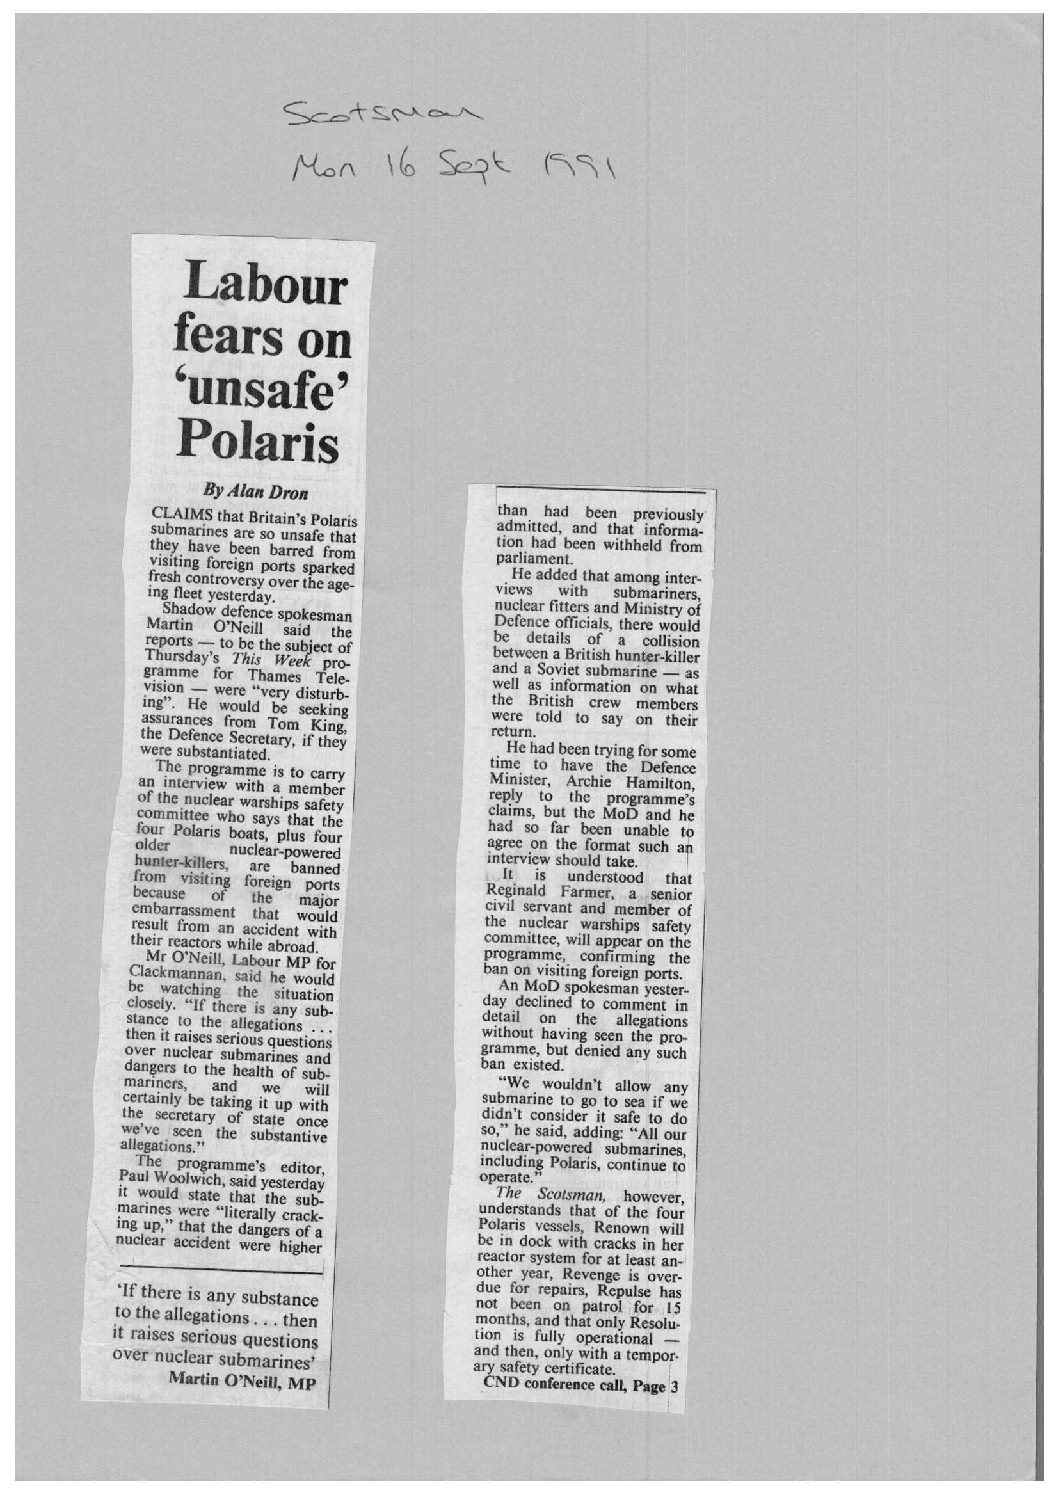 Scotsman
Mon 16 Sept 1991
Labour
fears on
‘unsafe’
Polaris
By Alan Dron
CLAIMS that Britain’s Polaris
submarines are so unsafe that
they have been barred from
visiting foreign ports sparked
fresh controversy over the age-
ing fleet yesterday.
Shadow defence spokesman
Martin O’Neill said the
reports — to be the subject of
Thursday’s This Week pro-
gramme for Thames Tele-
vision — were “very disturb-
ing”. He would be seeking
assurances from Tom King,
the Defence Secretary, if they
were substantiated.
The programme is to carry
an interview with a member
of the nuclear warships safety
committee who says that the
four Polaris boats, plus four
older nuclear-powered
hunter-killers, are banned
from visiting foreign ports
because of the major
embarrassment that would
result from an accident with
their reactors while abroad.
Mr O’Neill, Labour MP for
Clackmannan, said he would
be watching the situation
closely. “If there is any sub-
stance to the allegations ...
then it raises serious questions
over nuclear submarines and
dangers to the health of sub-
mariners, and we will
certainly be taking it up with
the secretary of state once
we’ve seen the substantive
allegations.”
The programme’s editor,
Paul Woolwich, said yesterday
it would state that the sub-
marines were “literally crack-
ing up,” that the dangers of a
nuclear accident were higher
‘If there is any substance
to the allegations . . . then
it raises serious questions
over nuclear submarines’
Martin O’Neill, MP
than had been previously
admitted, and that informa-
tion had been withheld from
parliament.
He added that among inter-
views with submariners,
nuclear fitters and Ministry of
Defence officials, there would
be details of a collision
between a British hunter-killer
and a Soviet submarine — as
well as information on what
the British crew members
were told to say on their
return.
He had been trying for some
time to have the Defence
Minister, Archie Hamilton,
reply to the programme’s
claims, but the MoD and he
had so far been unable to
agree on the format such an
interview should take.
It is understood that
Reginald Farmer, a senior
civil servant and member of
the nuclear warships safety
committee, will appear on the
programme, confirming the
ban on visiting foreign ports.
An MoD spokesman yester-
day declined to comment in
detail on the allegations
without having seen the pro-
gramme, but denied any such
ban existed.
“We wouldn’t allow any
submarine to go to sea if we
didn’t consider it safe to do
so,” he said, adding: “All our
nuclear-powered submarines,
including Polaris, continue to
operate.”
The Scotsman, however,
understands that of the four
Polaris vessels, Renown will
be in dock with cracks in her
reactor system for at least an-
other year, Revenge is over-
due for repairs, Repulse has
not been on patrol for 15
months, and that only Resolu-
tion is fully operational —
and then, only with a tempor-
ary safety certificate.
CND conference call, Page 3